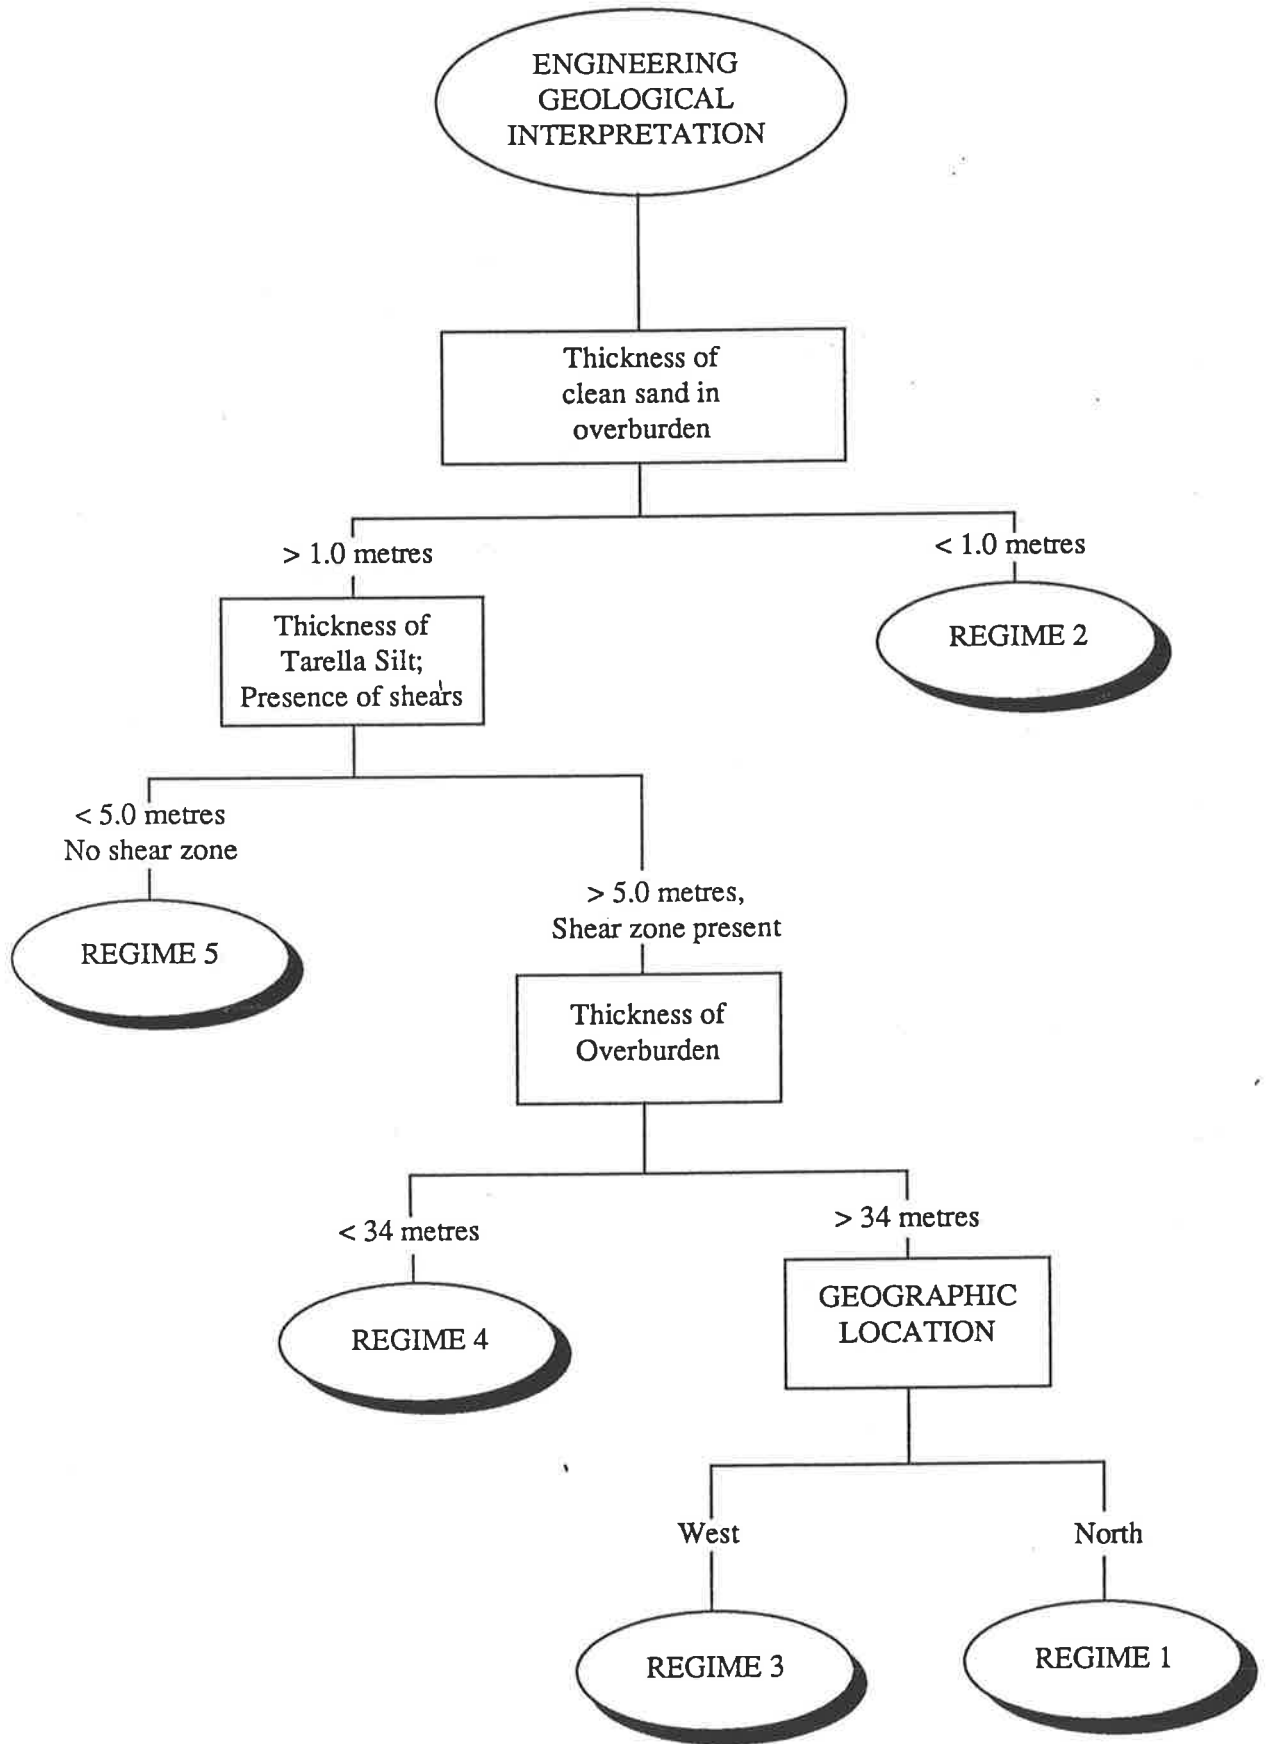 ENGINEERING
GEOLOGICAL
INTERPRETATION
Thickness of
clean sand in
overburden
> 1.0 metres
< 1.0 metres
Thickness of
Tarella Silt;
Presence of shears
REGIME 2
< 5.0 metres
No shear zone
> 5.0 metres,
Shear zone present
REGIME 5
Thickness of
Overburden
< 34 metres
> 34 metres
REGIME 4
GEOGRAPHIC
LOCATION
West
North
REGIME 3
REGIME 1